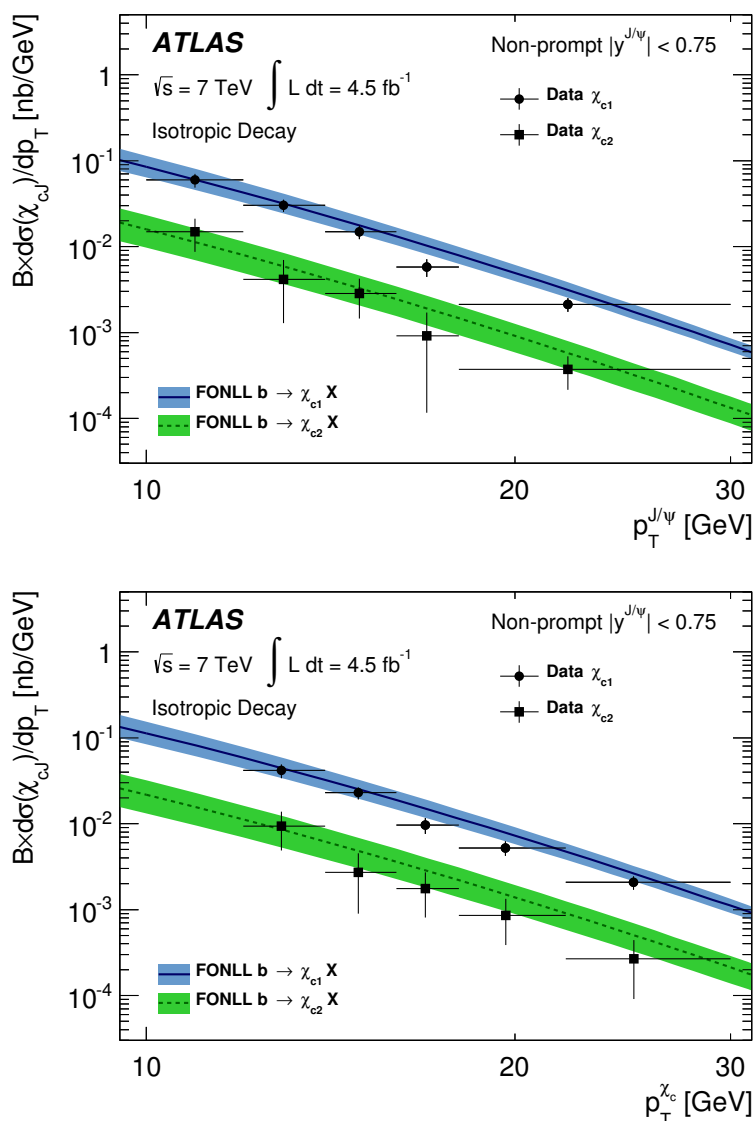 ATLAS Non-prompt |y^{J/ψ}| < 0.75
√s = 7 TeV ∫ L dt = 4.5 fb⁻¹
Isotropic Decay
Data χ_{c1}
Data χ_{c2}
B×dσ(χ_{cJ})/dp_T [nb/GeV]
1
10⁻¹
10⁻²
10⁻³
10⁻⁴
FONLL b → χ_{c1} X
FONLL b → χ_{c2} X
10 20 30
p_T^{J/ψ} [GeV]
ATLAS Non-prompt |y^{J/ψ}| < 0.75
√s = 7 TeV ∫ L dt = 4.5 fb⁻¹
Isotropic Decay
Data χ_{c1}
Data χ_{c2}
B×dσ(χ_{cJ})/dp_T [nb/GeV]
1
10⁻¹
10⁻²
10⁻³
10⁻⁴
FONLL b → χ_{c1} X
FONLL b → χ_{c2} X
10 20 30
p_T^{χ_c} [GeV]